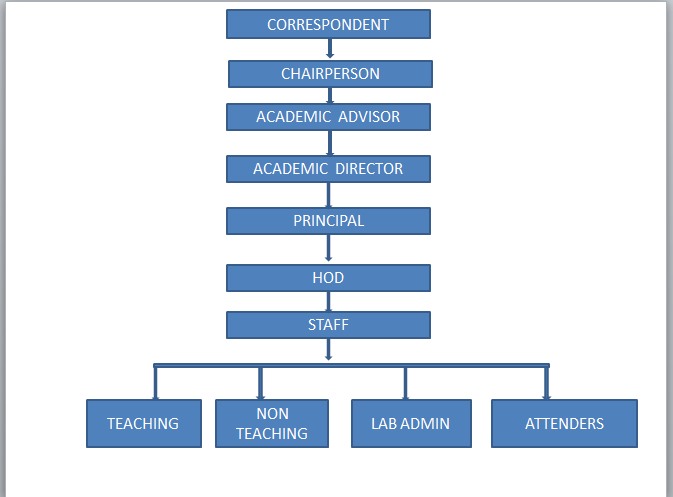 CORRESPONDENT
CHAIRPERSON
ACADEMIC ADVISOR
ACADEMIC DIRECTOR
PRINCIPAL
HOD
STAFF
TEACHING
NON
TEACHING
LAB ADMIN
ATTENDERS